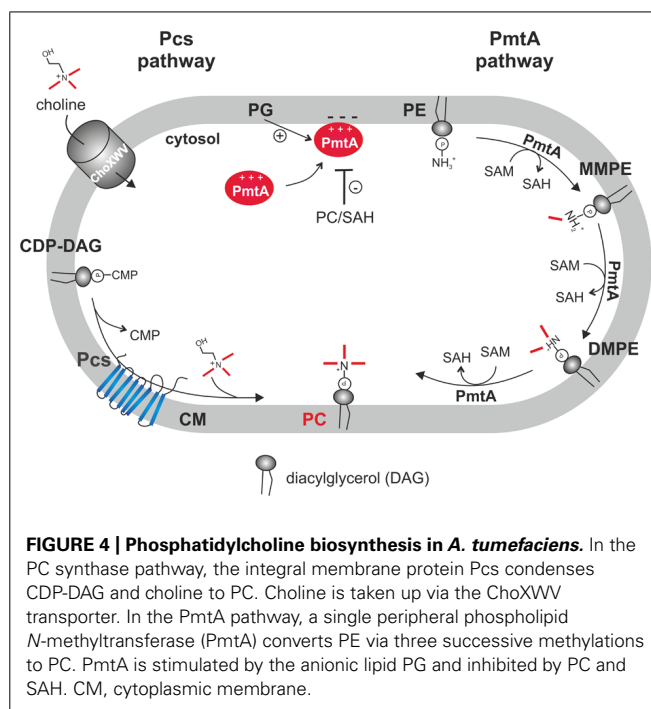 Pcs
pathway
PmtA
pathway
OH
+N
choline
ChoXWV
cytosol
PG
+
- - -
+ + +
PmtA
+ + +
PmtA
-
PC/SAH
PE
P
NH₃⁺
PmtA
SAM
SAH
MMPE
P
NH₂⁺
SAM
SAH
PmtA
DMPE
P
NH⁺
SAM
SAH
PmtA
CDP-DAG
P
CMP
CMP
Pcs
OH
+N
CM
PC
N⁺
P
diacylglycerol (DAG)
FIGURE 4 | Phosphatidylcholine biosynthesis in A. tumefaciens. In the
PC synthase pathway, the integral membrane protein Pcs condenses
CDP-DAG and choline to PC. Choline is taken up via the ChoXWV
transporter. In the PmtA pathway, a single peripheral phospholipid
N-methyltransferase (PmtA) converts PE via three successive methylations
to PC. PmtA is stimulated by the anionic lipid PG and inhibited by PC and
SAH. CM, cytoplasmic membrane.